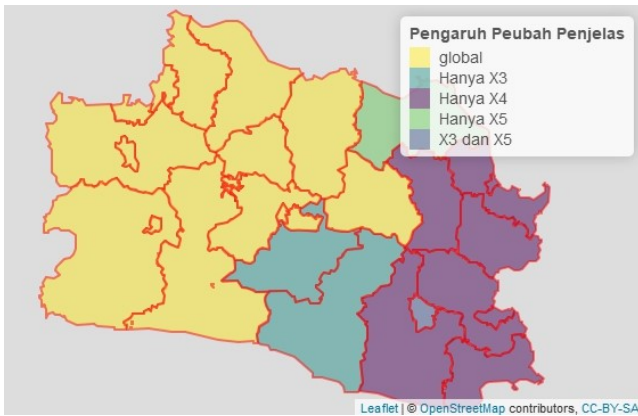 Pengaruh Peubah Penjelas
global
Hanya X3
Hanya X4
Hanya X5
X3 dan X5
Leaflet | © OpenStreetMap contributors, CC-BY-SA